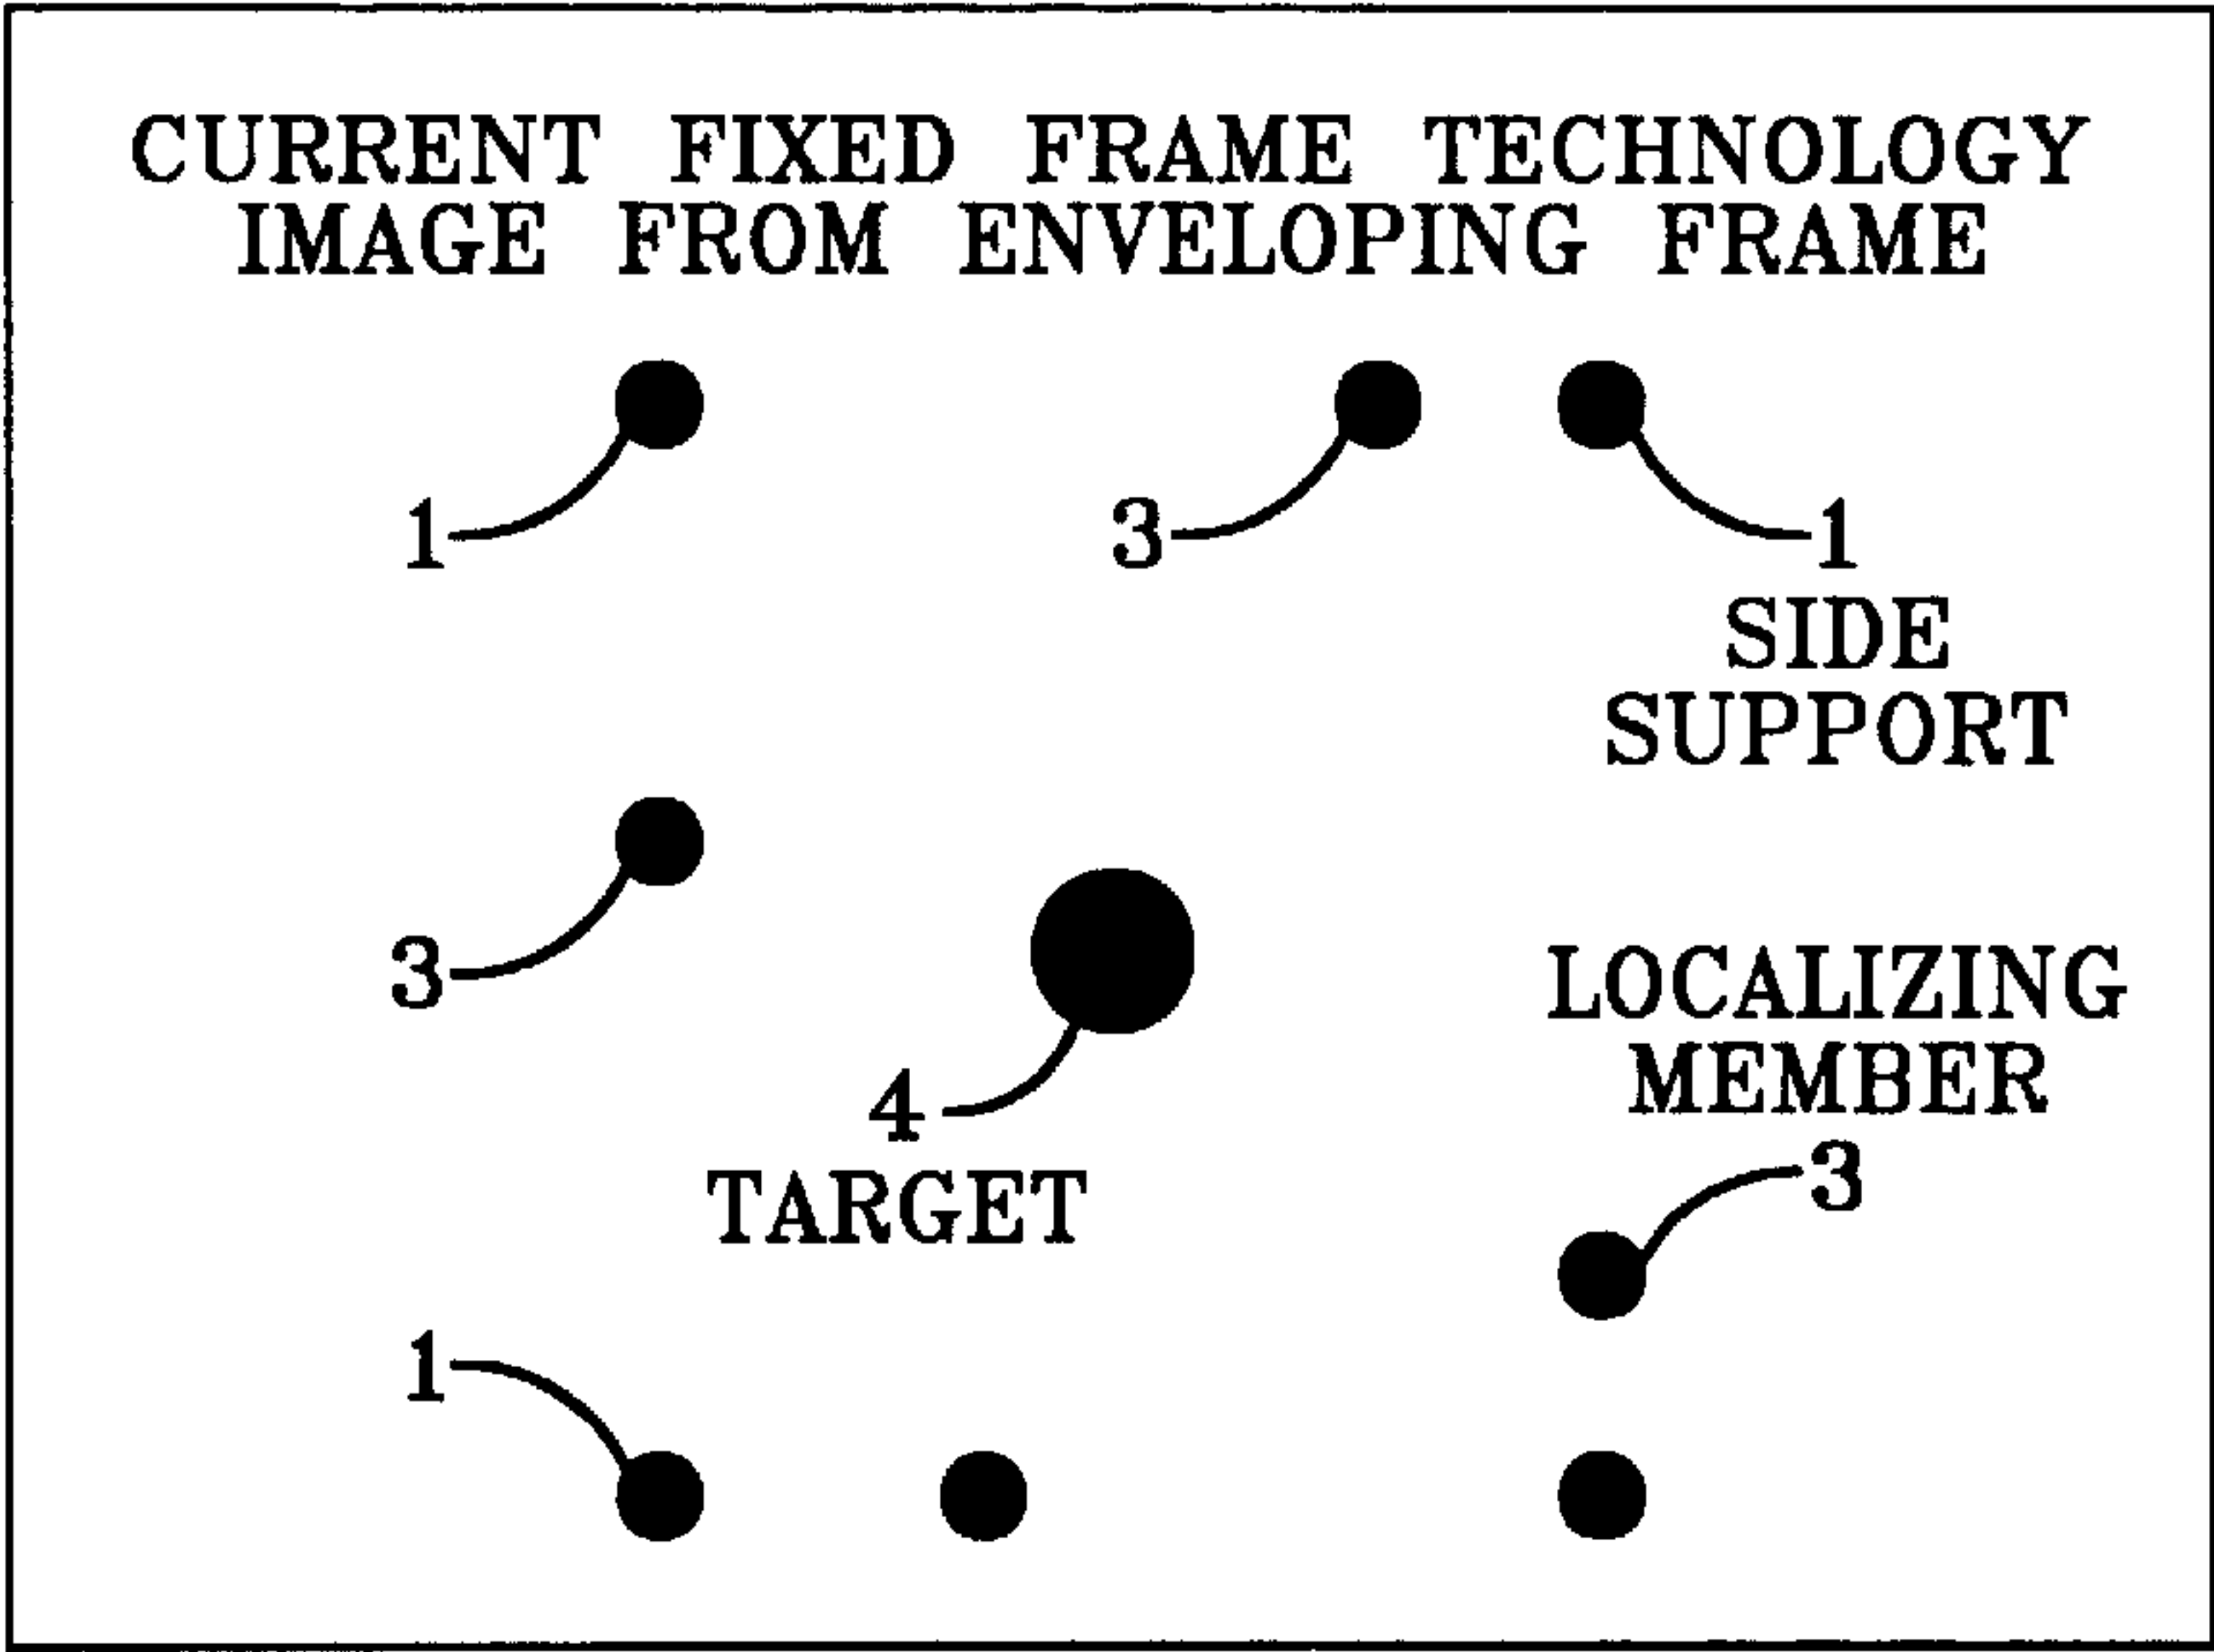 CURRENT FIXED FRAME TECHNOLOGY
IMAGE FROM ENVELOPING FRAME
1
3
1
SIDE
SUPPORT
3
LOCALIZING
MEMBER
4
TARGET
3
1